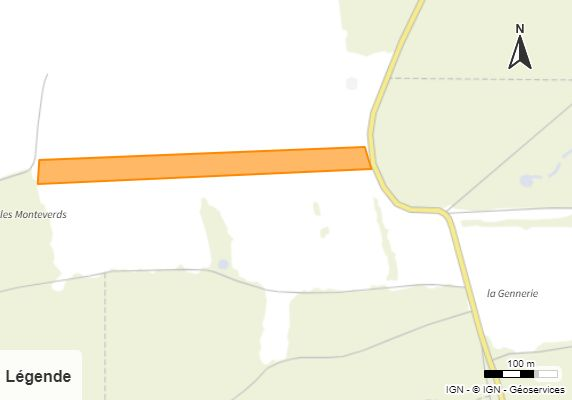 N
les Monteverds
la Gennerie
100 m
Légende
IGN - © IGN - Géoservices